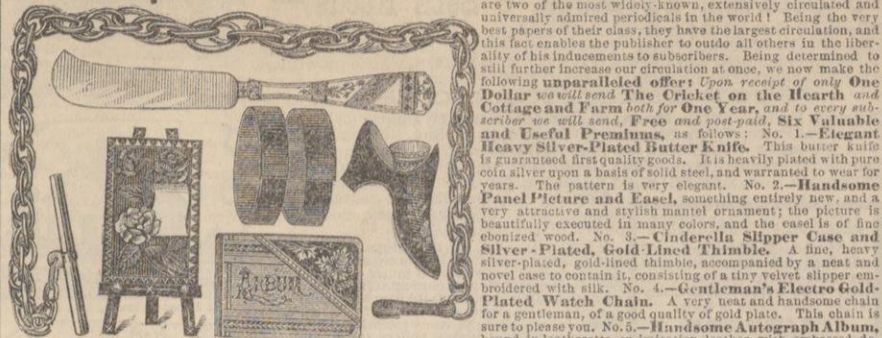 ALBUM
are two of the most widely-known, extensively circulated and
universally admired periodicals in the world! Being the very
best papers of their class, they have the largest circulation, and
this fact enables the publisher to outdo all others in the liber-
ality of his inducements to subscribers. Being determined to
still further increase our circulation at once, we now make the
following unparalleled offer: Upon receipt of only One
Dollar we will send The Cricket on the Hearth and
Cottage and Farm both for One Year, and to every sub-
scriber we will send, Free and post-paid, Six Valuable
and Useful Premiums, as follows: No. 1.—Elegant
Heavy Silver-Plated Butter Knife. This butter knife
is guaranteed first quality goods. It is heavily plated with pure
coin silver upon a basis of solid steel, and warranted to wear for
years. The pattern is very elegant. No. 2.—Handsome
Panel Picture and Easel, something entirely new, and a
very attractive and stylish mantel ornament; the picture is
beautifully executed in many colors, and the easel is of fine
ebonized wood. No. 3.—Cinderella Slipper Case and
Silver-Plated, Gold-Lined Thimble. A fine, heavy
silver-plated, gold-lined thimble, accompanied by a neat and
novel case to contain it, consisting of a tiny velvet slipper em-
broidered with silk. No. 4.—Gentleman's Electro Gold-
Plated Watch Chain. A very neat and handsome chain
for a gentleman, of a good quality of gold plate. This chain is
sure to please you. No. 5.—Handsome Autograph Album,